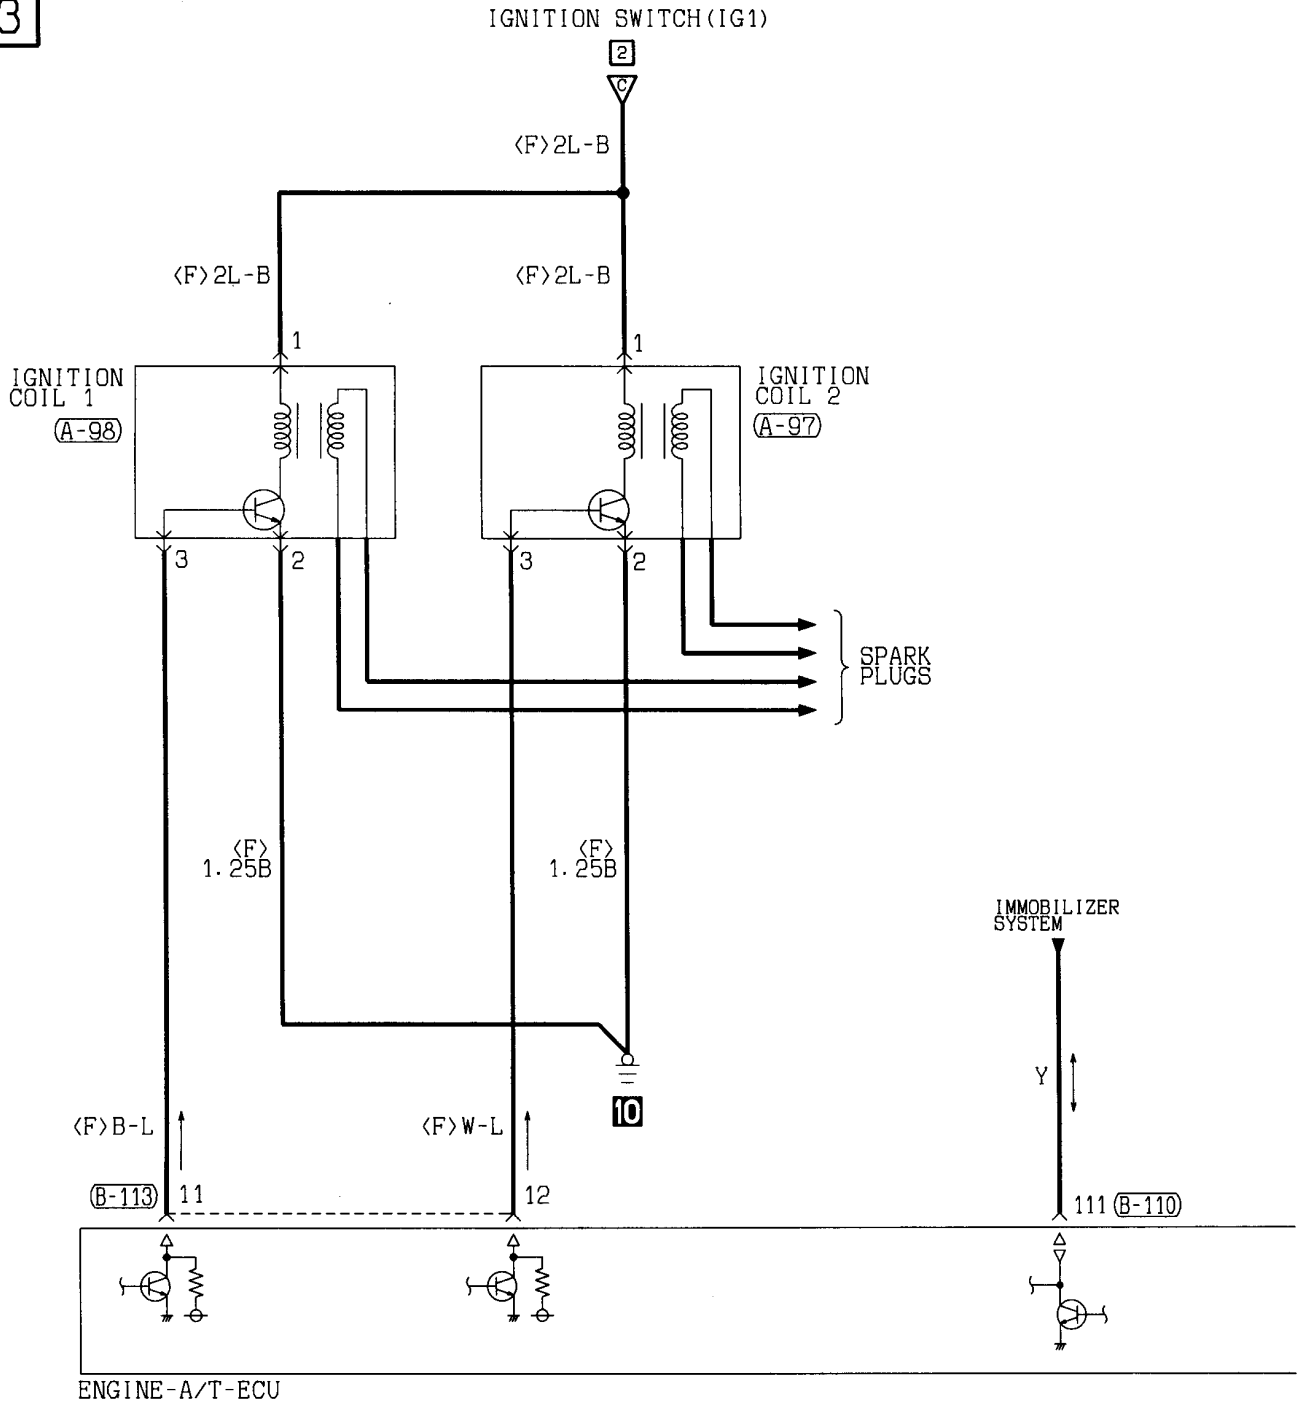 3
IGNITION SWITCH(IG1)
2
C
<F>2L-B
<F>2L-B
<F>2L-B
1
1
IGNITION
COIL 1
(A-98)
IGNITION
COIL 2
(A-97)
3
2
3
2
SPARK
PLUGS
<F>
1.25B
<F>
1.25B
IMMOBILIZER
SYSTEM
Y
10
<F>B-L
<F>W-L
(B-113) 11
12
111 (B-110)
ENGINE-A/T-ECU